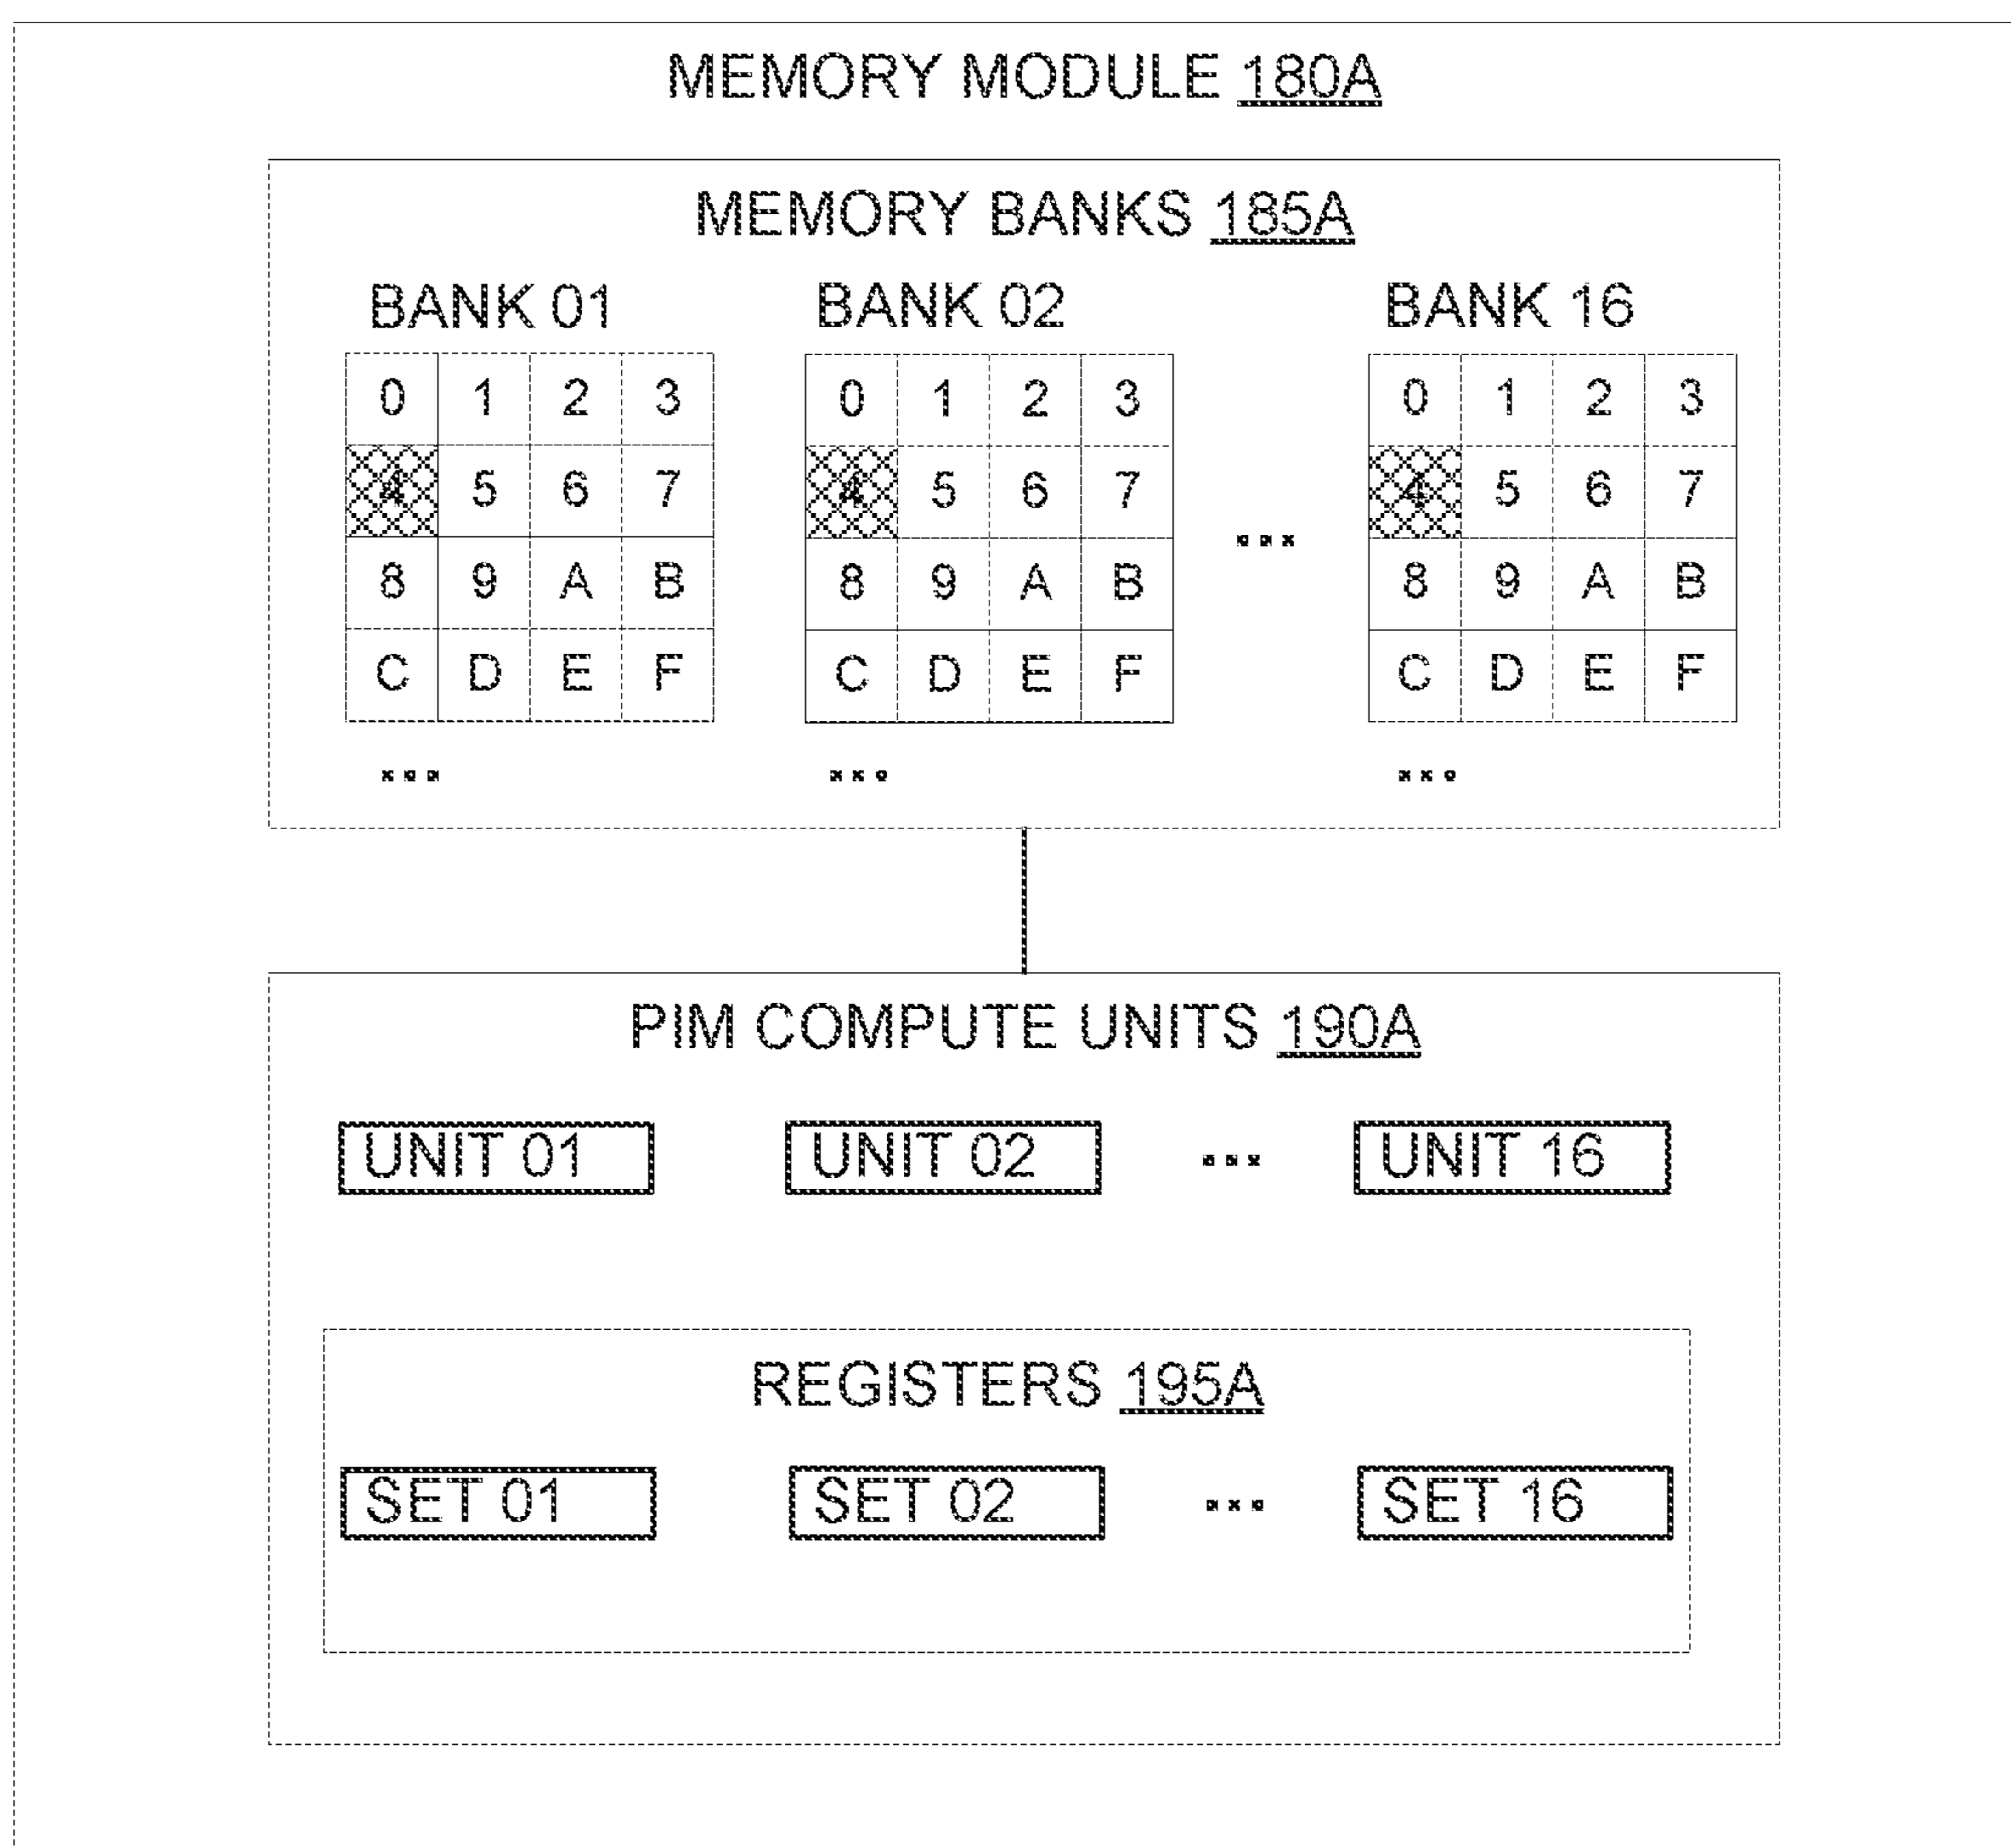 MEMORY MODULE 180A
MEMORY BANKS 185A
BANK 01 BANK 02 BANK 16
0 1 2 3 0 1 2 3 0 1 2 3
4 5 6 7 4 5 6 7 4 5 6 7
...
8 9 A B 8 9 A B 8 9 A B
C D E F C D E F C D E F
... ... ...
PIM COMPUTE UNITS 190A
UNIT 01 UNIT 02 ... UNIT 16
REGISTERS 195A
SET 01 SET 02 ... SET 16